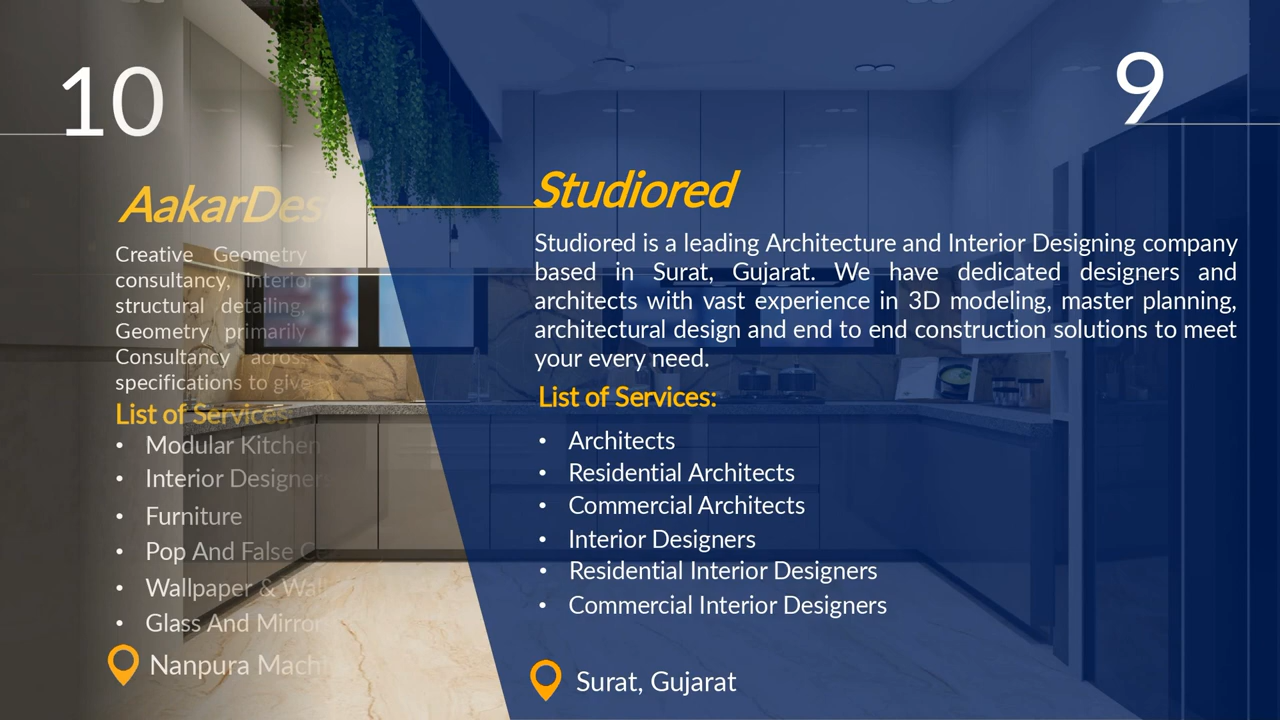 10
Creative Geometry
consultancy, interior
structural detailing,
Geometry primarily
Consultancy across
specifications to give
List of Services:
• Modular Kitchen
• Interior Designers
• Furniture
• Pop And False
• Wallpaper &
• Glass And Mirror
Nanpura
9
Studiored
Studiored is a leading Architecture and Interior Designing company
based in Surat, Gujarat. We have dedicated designers and
architects with vast experience in 3D modeling, master planning,
architectural design and end to end construction solutions to meet
your every need.
List of Services:
• Architects
• Residential Architects
• Commercial Architects
• Interior Designers
• Residential Interior Designers
• Commercial Interior Designers
Surat, Gujarat